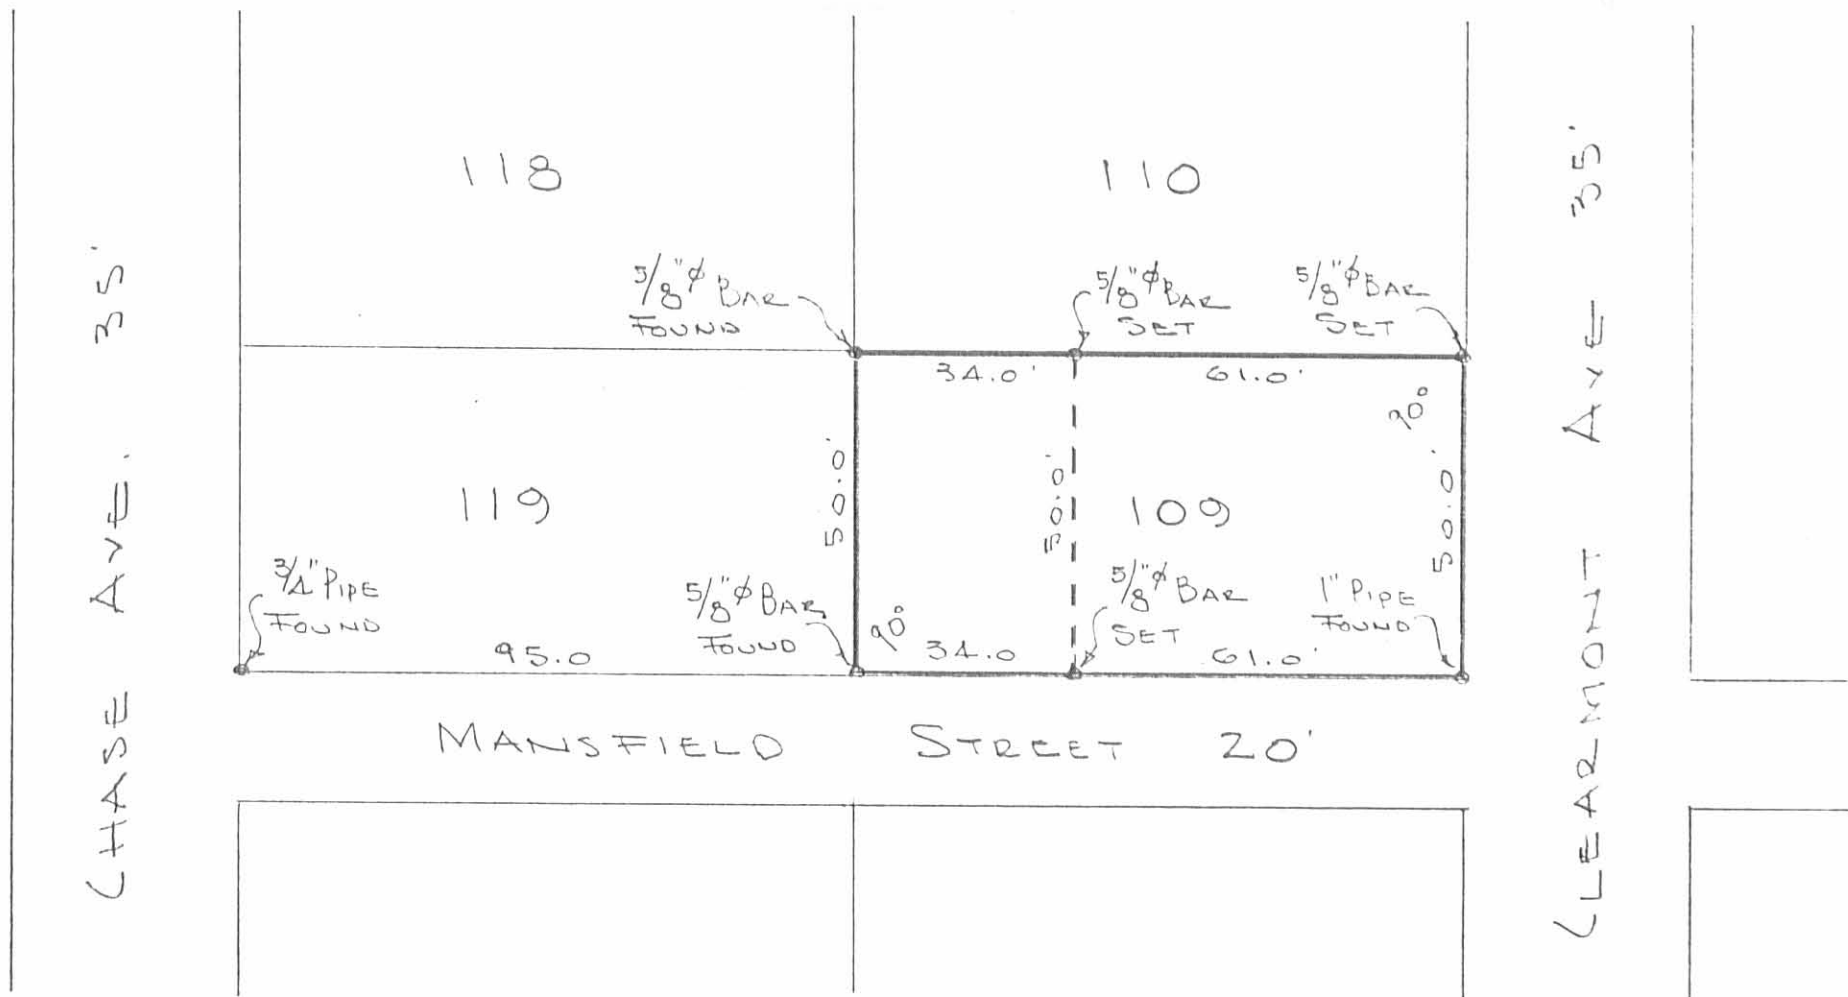 118
110
CHASE AVE. 35'
CLEARMONT AVE 35'
5/8"ϕ BAR
FOUND
5/8"ϕ BAR
SET
5/8"ϕ BAR
SET
34.0'
61.0'
90°
50.0'
50.0'
50.0'
119
109
3/4" PIPE
FOUND
5/8"ϕ BAR
FOUND
90°
5/8"ϕ BAR
SET
1" PIPE
FOUND
95.0
34.0
61.0'
MANSFIELD STREET 20'